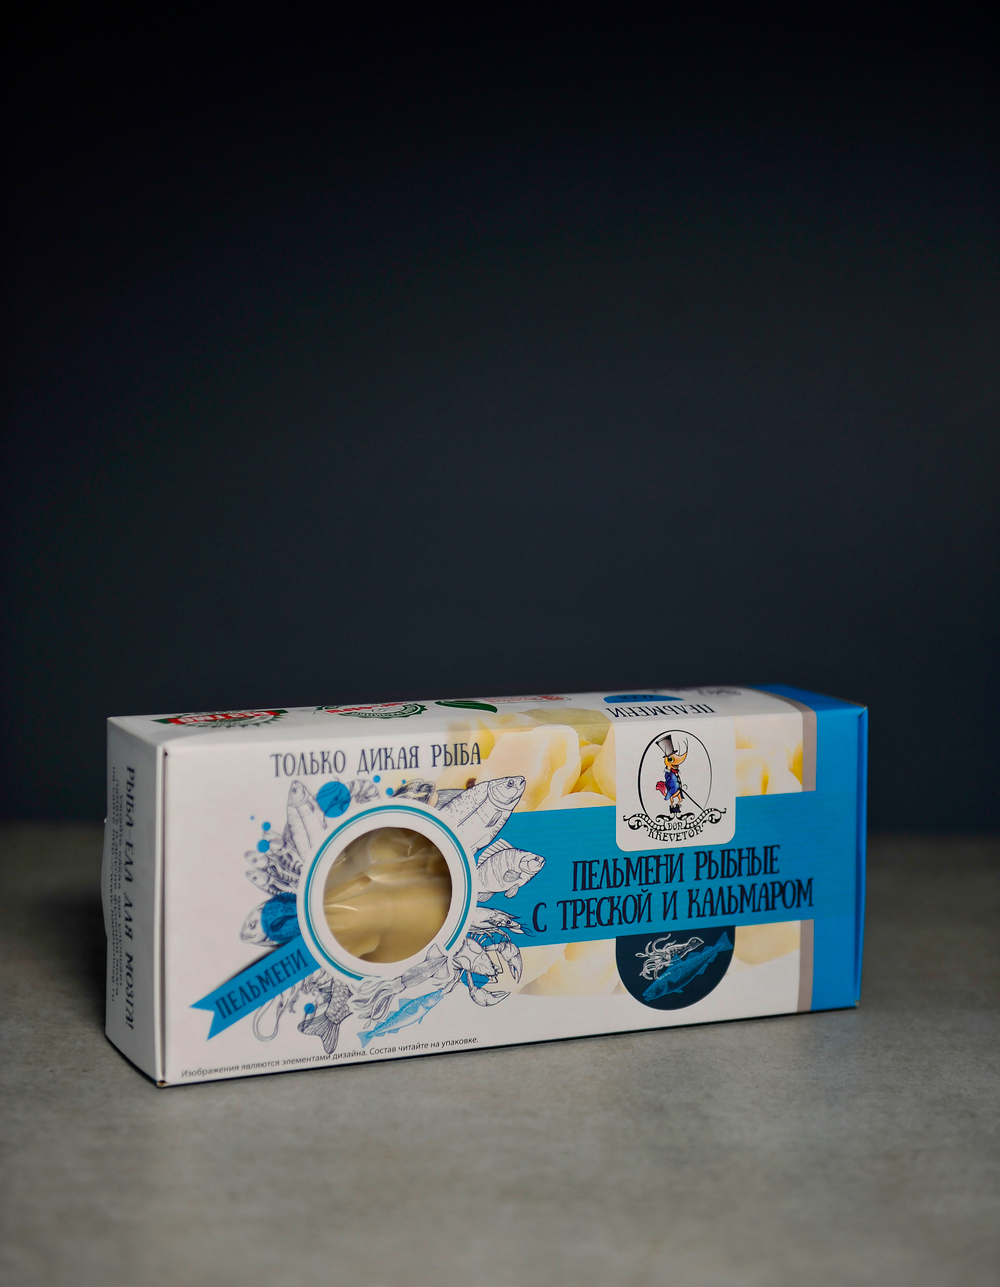 ПЕЛЬМЕНИ
ТОЛЬКО ДИКАЯ РЫБА
DON
KREVETON
ПЕЛЬМЕНИ РЫБНЫЕ
С ТРЕСКОЙ И КАЛЬМАРОМ
ПЕЛЬМЕНИ
Изображения являются элементами дизайна. Состав читайте на упаковке.
РЫБА - ЕДА ДЛЯ МОЗГА!